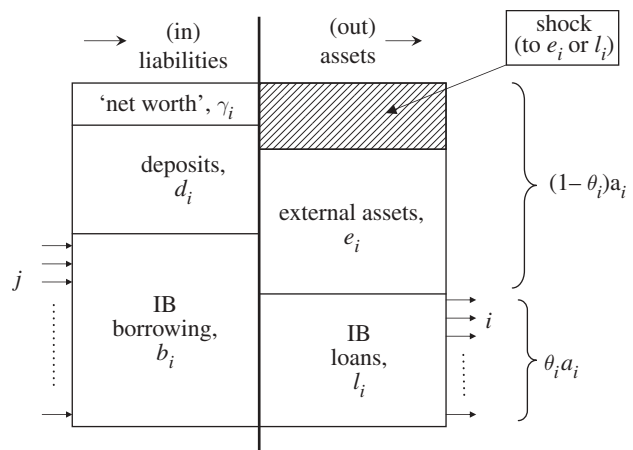 (in)
liabilities
(out)
assets
shock
(to e_i or l_i)
'net worth', γ_i
deposits,
d_i
external assets,
e_i
(1– θ_i)a_i
j
IB
borrowing,
b_i
IB
loans,
l_i
i
θ_i a_i